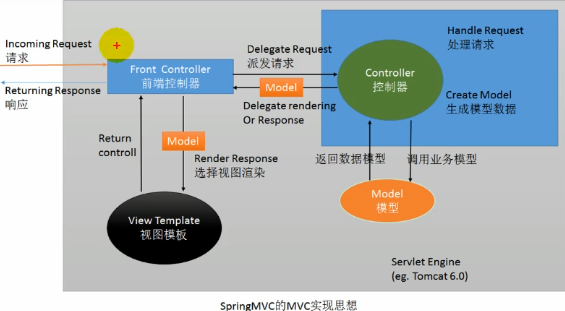 Incoming Request
请求
Returning Response
响应
Front Controller
前端控制器
Delegate Request
派发请求
Model
Delegate rendering
Or Response
Handle Request
处理请求
Controller
控制器
Create Model
生成模型数据
Return
controll
Model
Render Response
选择视图渲染
返回数据模型
调用业务模型
View Template
视图模板
Model
模型
Servlet Engine
(eg. Tomcat 6.0)
SpringMVC的MVC实现思想